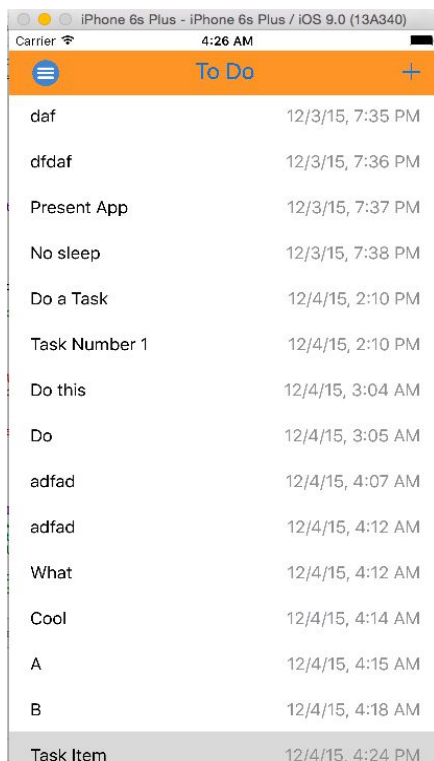 iPhone 6s Plus - iPhone 6s Plus / iOS 9.0 (13A340)
Carrier 4:26 AM
To Do +
daf 12/3/15, 7:35 PM
dfdaf 12/3/15, 7:36 PM
Present App 12/3/15, 7:37 PM
No sleep 12/3/15, 7:38 PM
Do a Task 12/4/15, 2:10 PM
Task Number 1 12/4/15, 2:10 PM
Do this 12/4/15, 3:04 AM
Do 12/4/15, 3:05 AM
adfad 12/4/15, 4:07 AM
adfad 12/4/15, 4:12 AM
What 12/4/15, 4:12 AM
Cool 12/4/15, 4:14 AM
A 12/4/15, 4:15 AM
B 12/4/15, 4:18 AM
Task Item 12/4/15, 4:24 PM